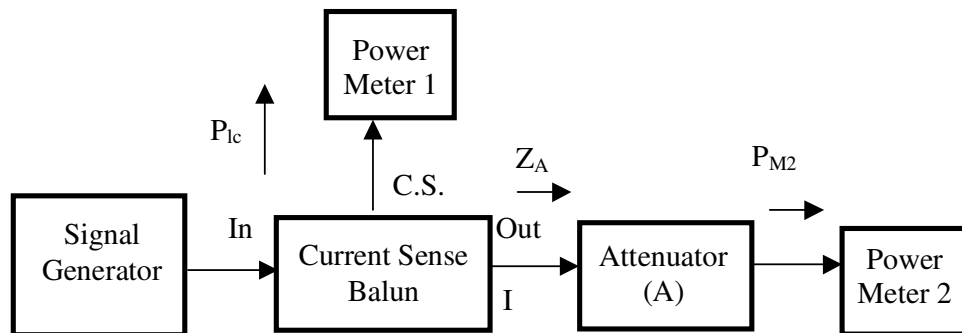 Power
Meter 1
P_lc
Z_A
P_M2
C.S.
Signal
Generator
In
Current Sense
Balun
Out
I
Attenuator
(A)
Power
Meter 2